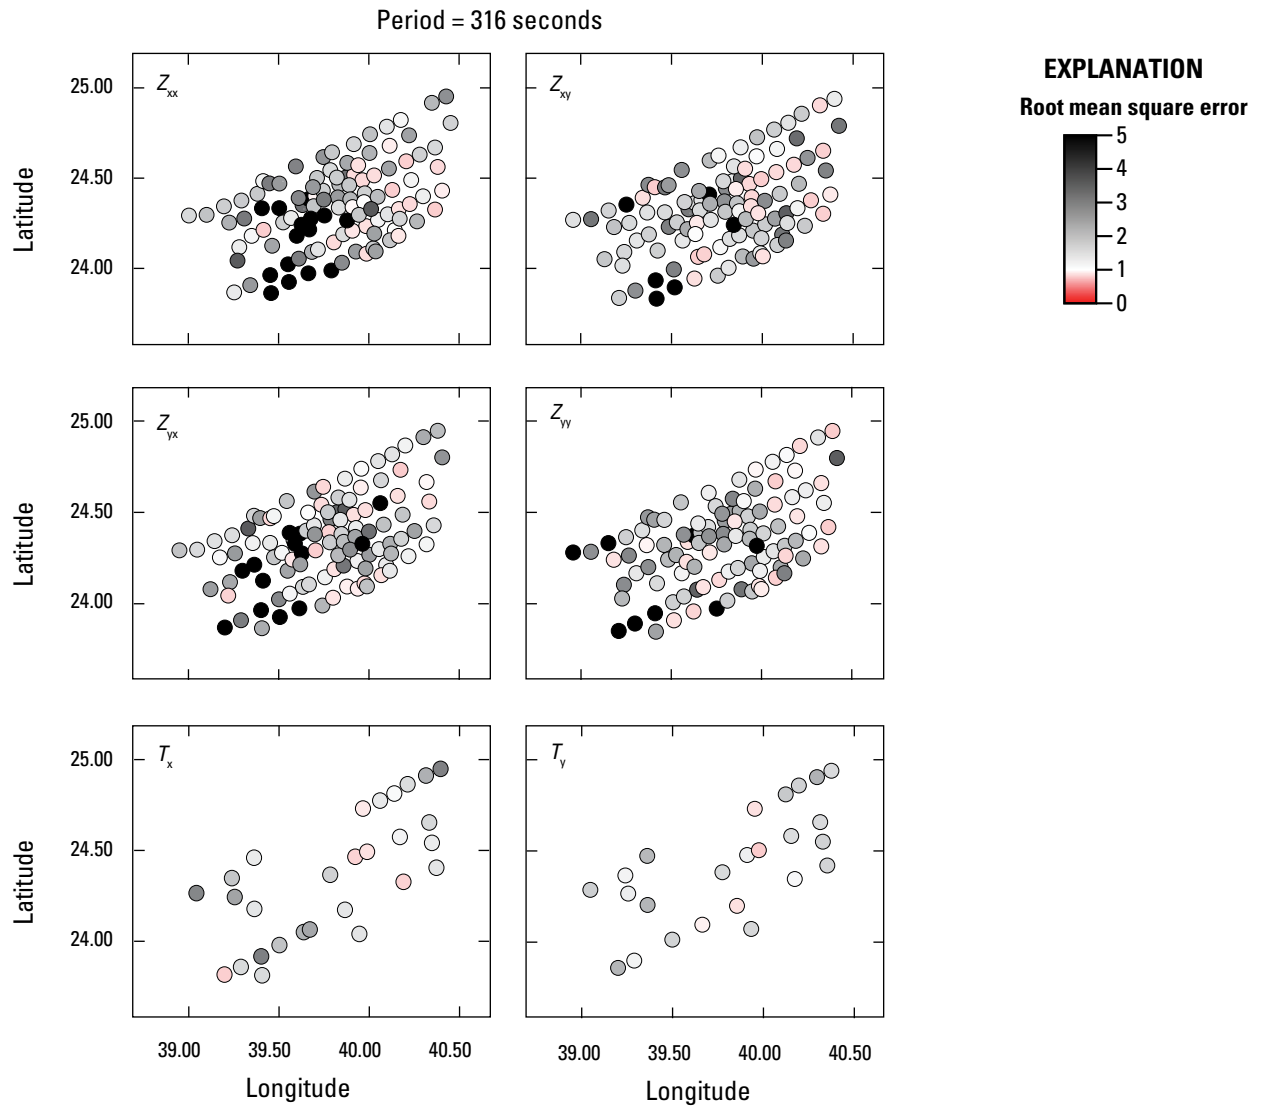 Period = 316 seconds
EXPLANATION
Root mean square error
5
4
3
2
1
0
Zxx
Zxy
25.00
24.50
24.00
Latitude
Zyx
Zyy
25.00
24.50
24.00
Latitude
Tx
Ty
25.00
24.50
24.00
Latitude
39.00 39.50 40.00 40.50
39.00 39.50 40.00 40.50
Longitude
Longitude